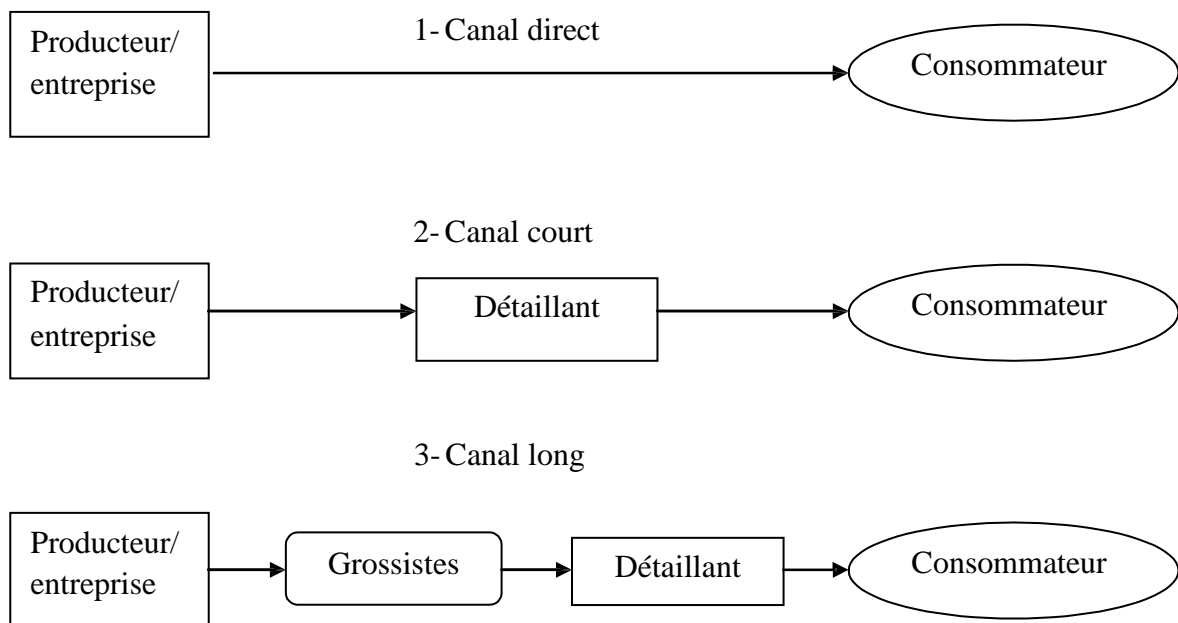 1- Canal direct
Producteur/
entreprise
Consommateur
2- Canal court
Producteur/
entreprise
Détaillant
Consommateur
3- Canal long
Producteur/
entreprise
Grossistes
Détaillant
Consommateur